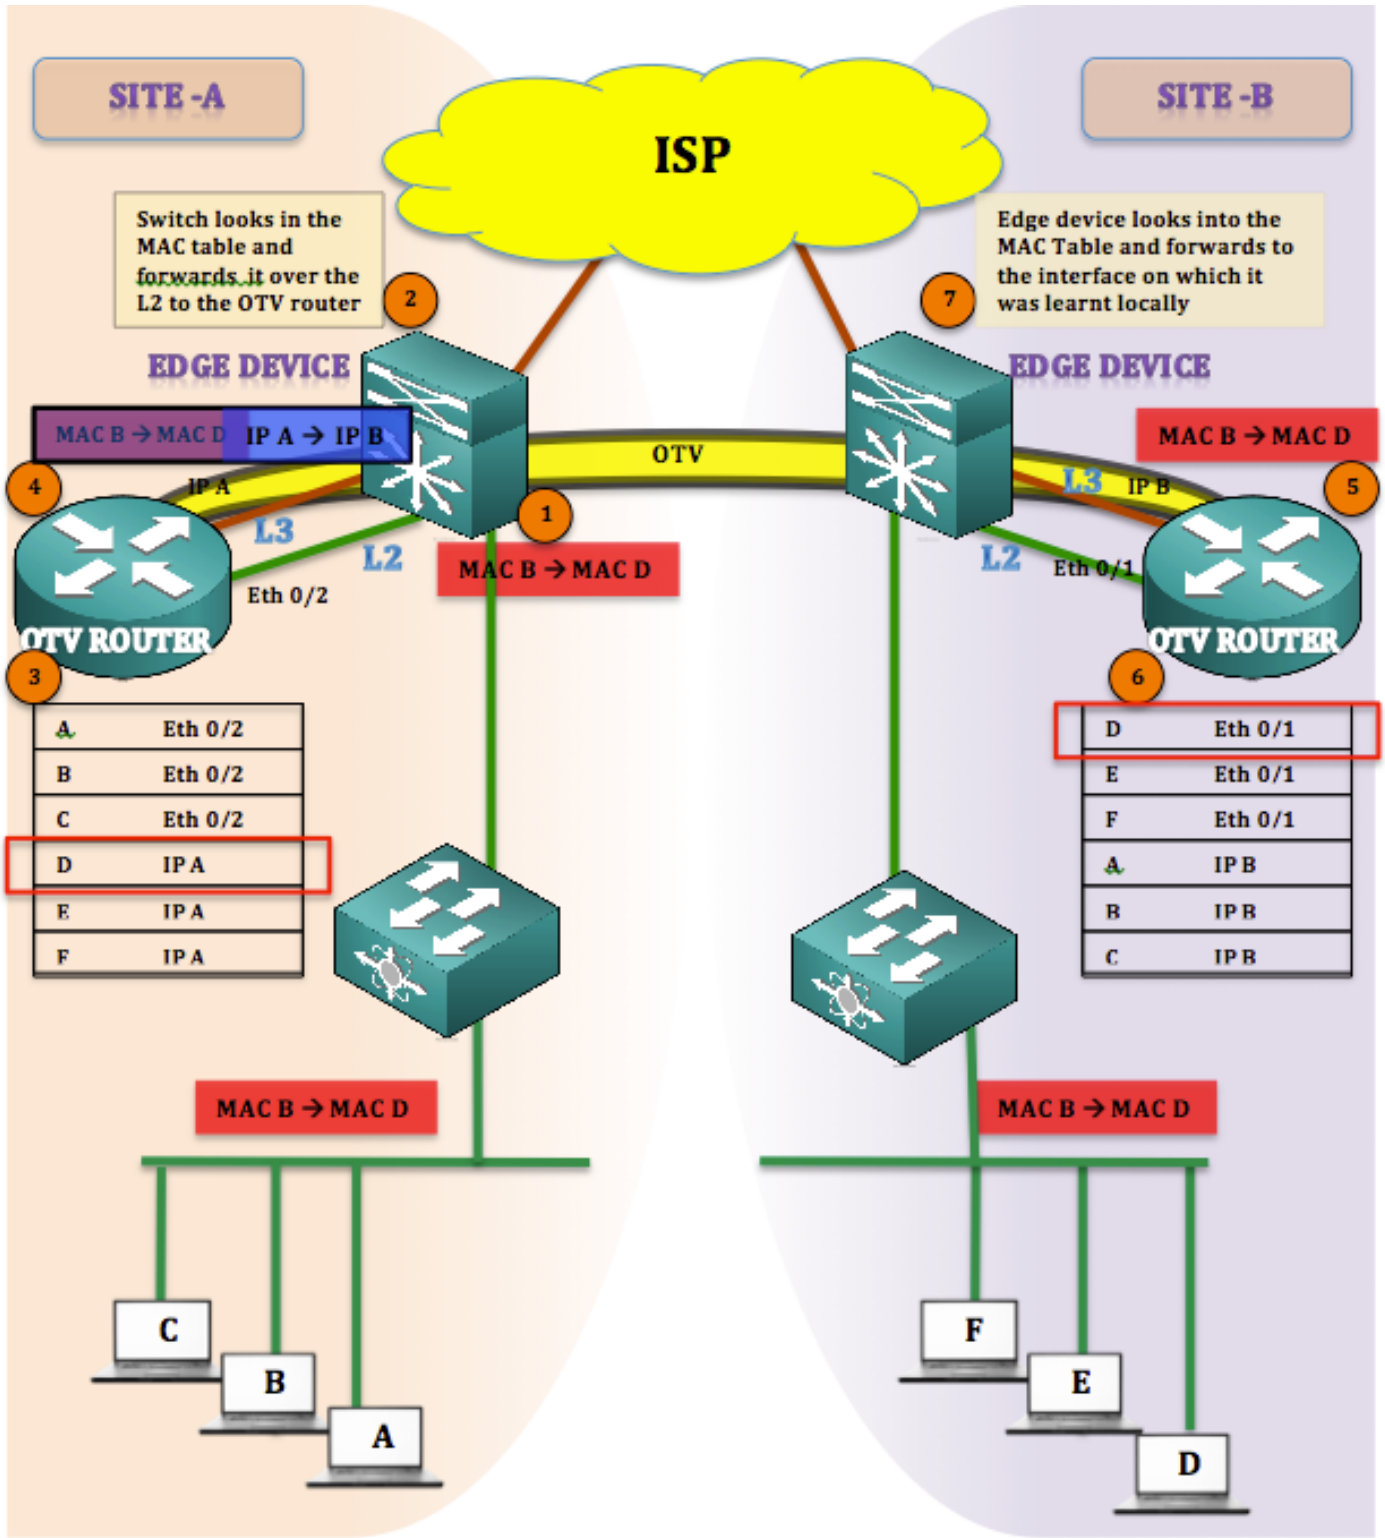 SITE -A
SITE -B
ISP
Switch looks in the
MAC table and
forwards..it over the
L2 to the OTV router
2
7
Edge device looks into the
MAC Table and forwards to
the interface on which it
was learnt locally
EDGE DEVICE
EDGE DEVICE
MAC B → MAC D IP A → IP B
OTV
MAC B → MAC D
4
IP A
L3
L2
Eth 0/2
1
MAC B → MAC D
L3
IP B
5
L2
Eth 0/1
OTV ROUTER
OTV ROUTER
3
6
A Eth 0/2
B Eth 0/2
C Eth 0/2
D IP A
E IP A
F IP A
D Eth 0/1
E Eth 0/1
F Eth 0/1
A IP B
B IP B
C IP B
MAC B → MAC D
MAC B → MAC D
C
B
A
F
E
D